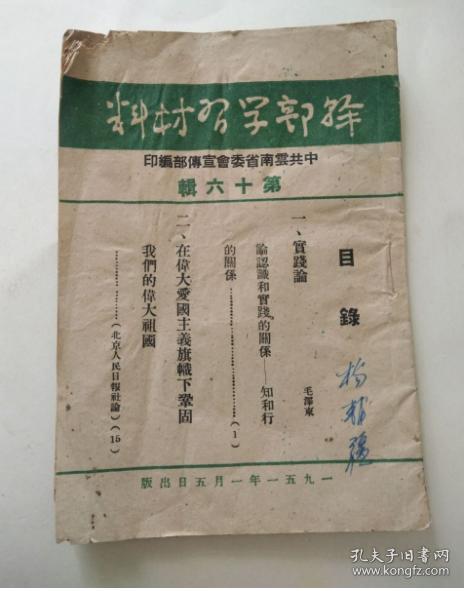 幹部学習材料
中共雲南省委會宣傳部編印
第十六輯
目錄
一、實踐論
毛澤東
論認識和實踐的關係——知和行
的關係………………………(1)
二、在偉大愛國主義旗幟下鞏固
我們的偉大祖國
…………………(北京人民日報社論)(15)
一九五一年一月五日出版
孔夫子旧书网